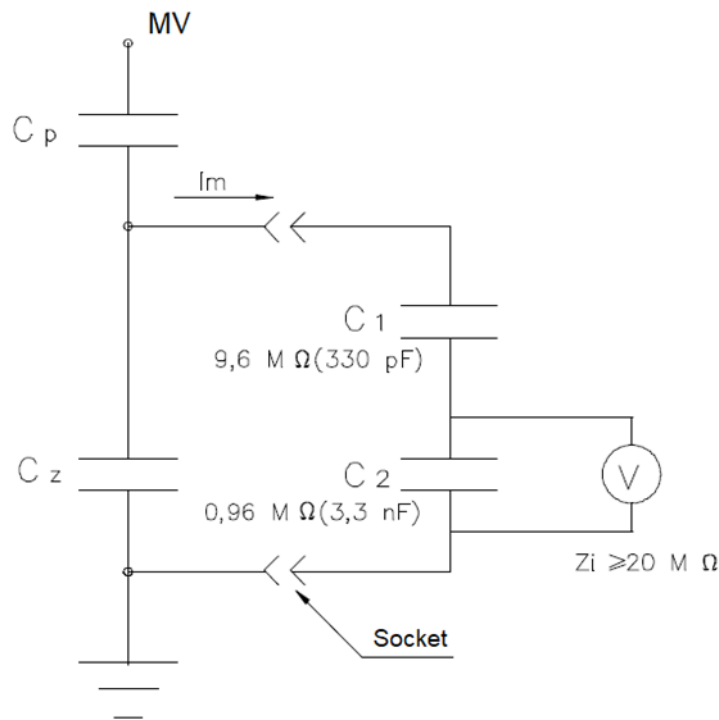 MV
C p
Im
C 1
9,6 M Ω(330 pF)
C z
C 2
V
0,96 M Ω(3,3 nF)
Zi ≥20 M Ω
Socket